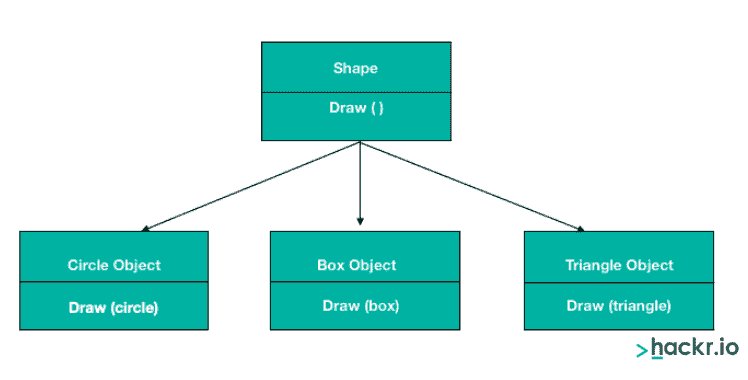 Shape
Draw ( )
Circle Object
Draw (circle)
Box Object
Draw (box)
Triangle Object
Draw (triangle)
>hackr.io